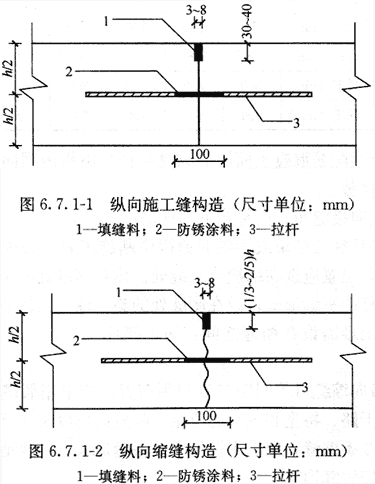 3~8
30~40
1
h/2
2
h/2
3
100
图 6.7.1-1 纵向施工缝构造（尺寸单位：mm）
1--填缝料；2—防锈涂料；3—拉杆
3~8
(1/3~2/5)h
1
h/2
2
h/2
3
100
图 6.7.1-2 纵向缩缝构造（尺寸单位：mm）
1—填缝料；2—防锈涂料；3—拉杆